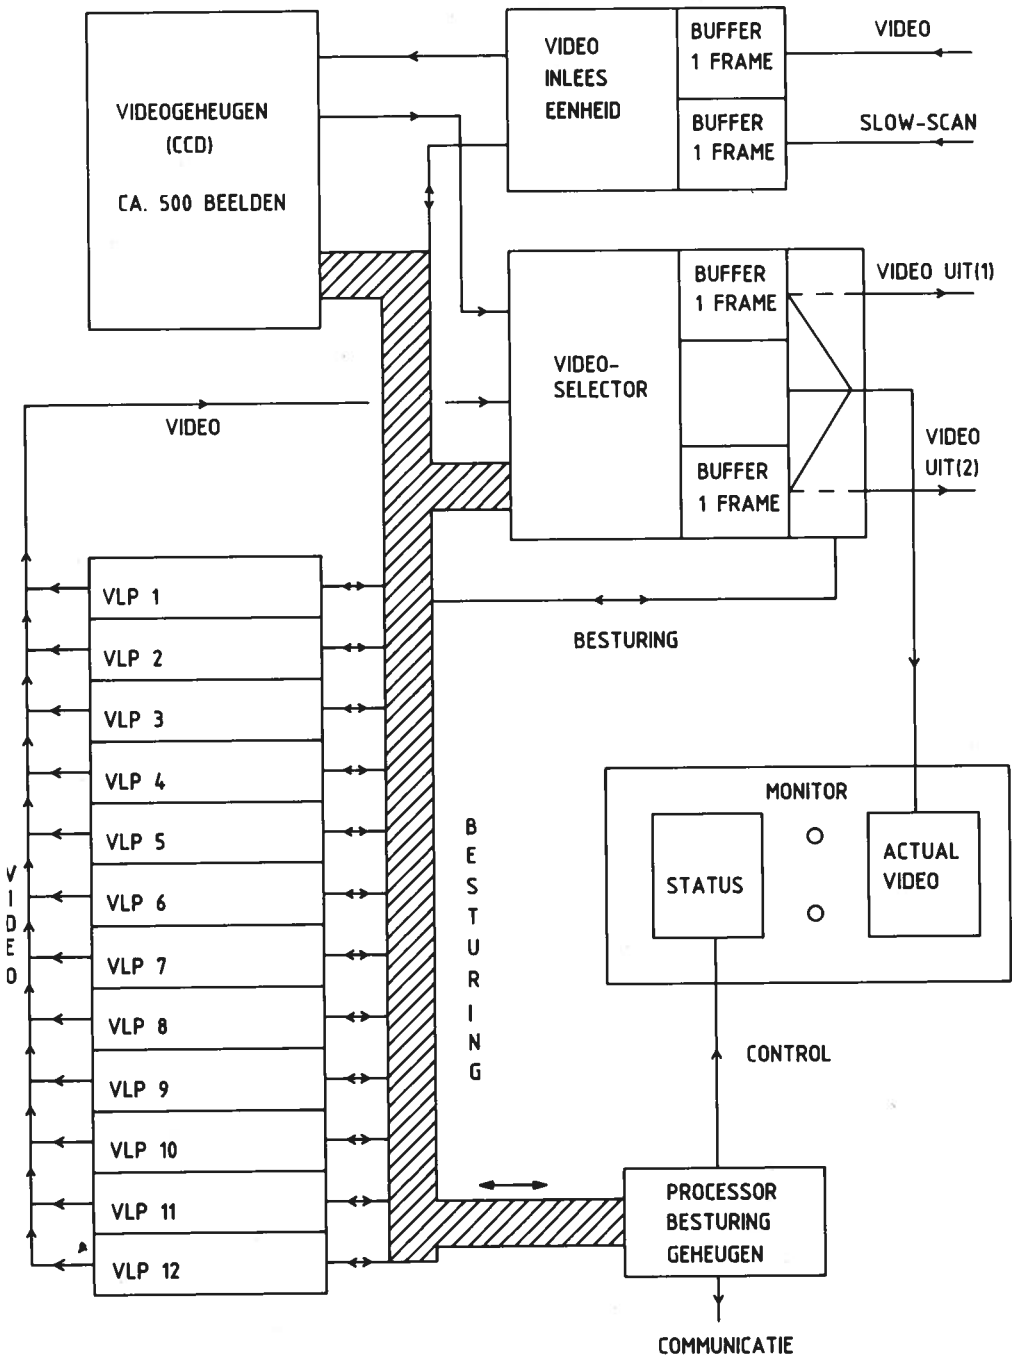 VIDEOGEHEUGEN
(CCD)
CA. 500 BEELDEN
VIDEO
INLEES
EENHEID
BUFFER
1 FRAME
BUFFER
1 FRAME
VIDEO
SLOW-SCAN
VIDEO-
SELECTOR
BUFFER
1 FRAME
BUFFER
1 FRAME
VIDEO UIT(1)
VIDEO
UIT(2)
VIDEO
BESTURING
VLP 1
VLP 2
VLP 3
VLP 4
VLP 5
VLP 6
VLP 7
VLP 8
VLP 9
VLP 10
VLP 11
VLP 12
VIDEO
BESTURING
MONITOR
STATUS
ACTUAL
VIDEO
CONTROL
PROCESSOR
BESTURING
GEHEUGEN
COMMUNICATIE